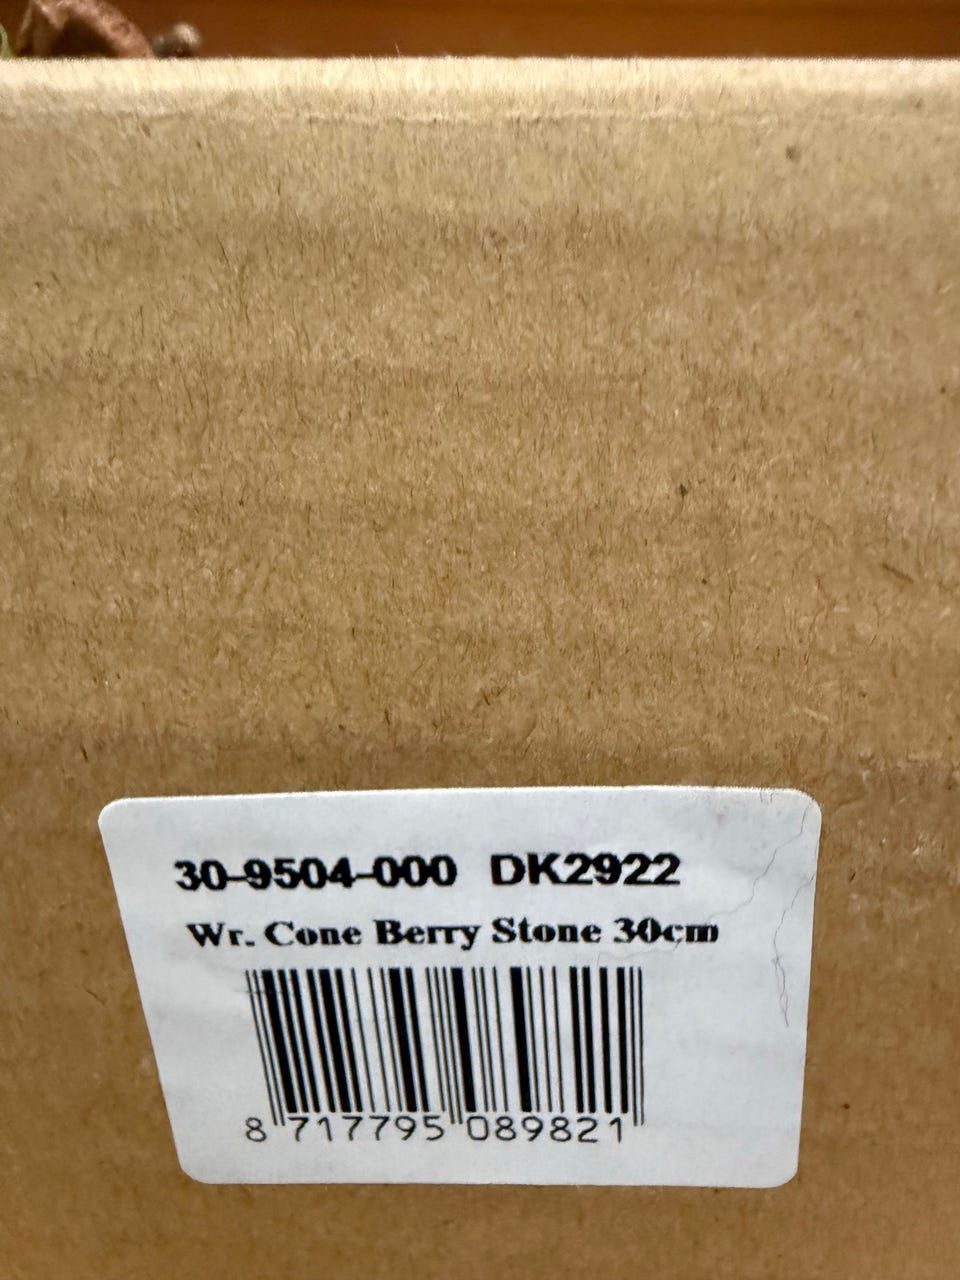 30-9504-000 DK2922
Wr. Cone Berry Stone 30cm
8 717795 089821